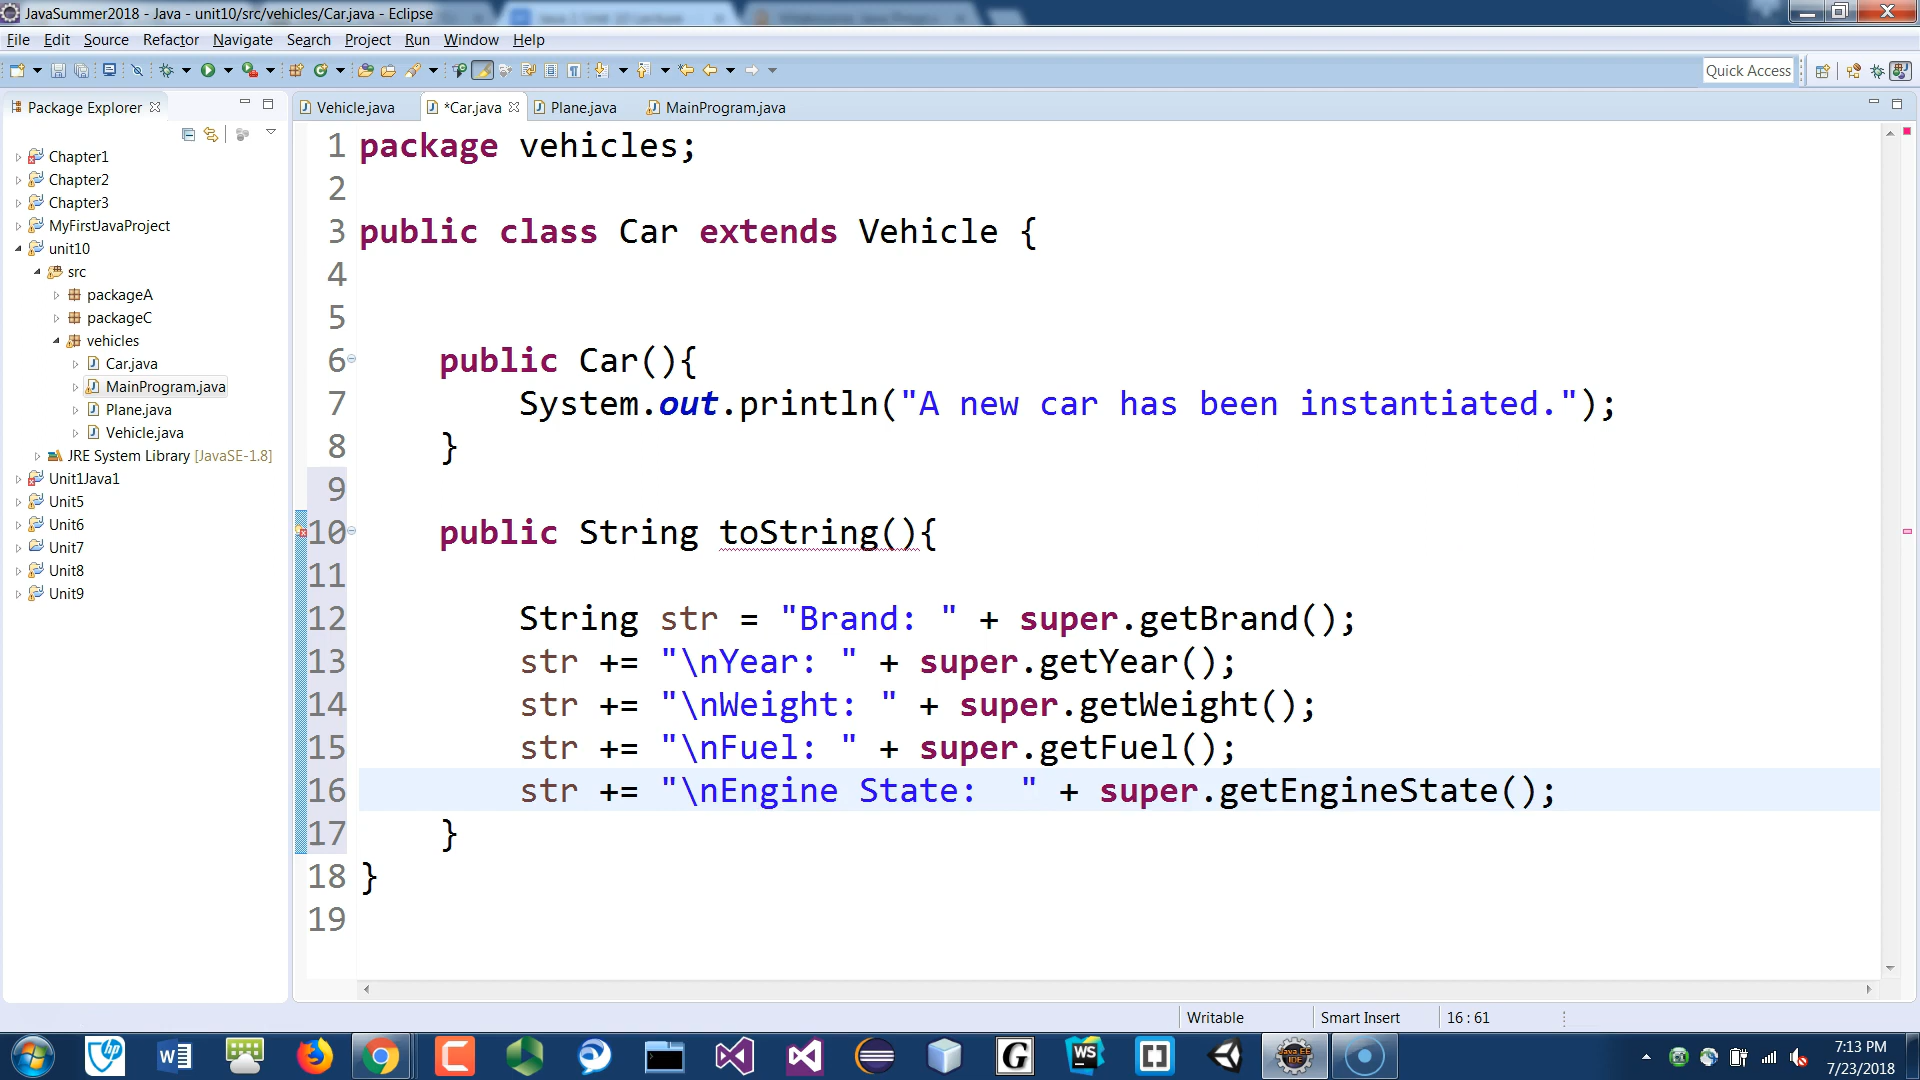 JavaSummer2018 - Java - unit10/src/vehicles/Car.java - Eclipse
File Edit Source Refactor Navigate Search Project Run Window Help
Quick Access
Package Explorer
Vehicle.java *Car.java Plane.java MainProgram.java
Chapter1
Chapter2
Chapter3
MyFirstJavaProject
unit10
src
packageA
packageC
vehicles
Car.java
MainProgram.java
Plane.java
Vehicle.java
JRE System Library [JavaSE-1.8]
Unit1Java1
Unit5
Unit6
Unit7
Unit8
Unit9
1 package vehicles;
2
3 public class Car extends Vehicle {
4
5
6 public Car(){
7 System.out.println("A new car has been instantiated.");
8 }
9
10 public String toString(){
11
12 String str = "Brand: " + super.getBrand();
13 str += "\nYear: " + super.getYear();
14 str += "\nWeight: " + super.getWeight();
15 str += "\nFuel: " + super.getFuel();
16 str += "\nEngine State:  " + super.getEngineState();
17 }
18 }
19
Writable Smart Insert 16 : 61
7:13 PM
7/23/2018